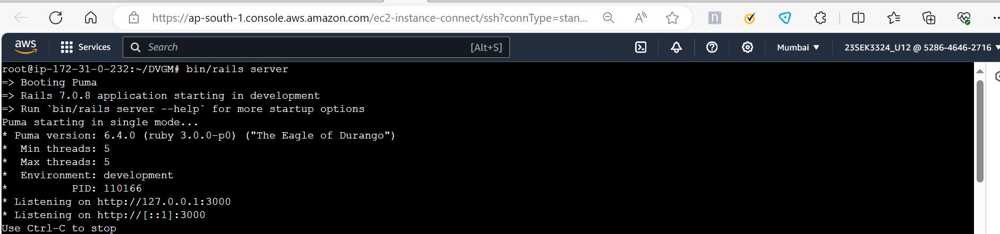 https://ap-south-1.console.aws.amazon.com/ec2-instance-connect/ssh?connType=stan...
aws Services Search [Alt+S] Mumbai ▼ 23SEK3324_U12 @ 5286-4646-2716 ▼
root@ip-172-31-0-232:~/DVGM# bin/rails server
=> Booting Puma
=> Rails 7.0.8 application starting in development
=> Run `bin/rails server --help` for more startup options
Puma starting in single mode...
* Puma version: 6.4.0 (ruby 3.0.0-p0) ("The Eagle of Durango")
*  Min threads: 5
*  Max threads: 5
*  Environment: development
*          PID: 110166
* Listening on http://127.0.0.1:3000
* Listening on http://[::1]:3000
Use Ctrl-C to stop